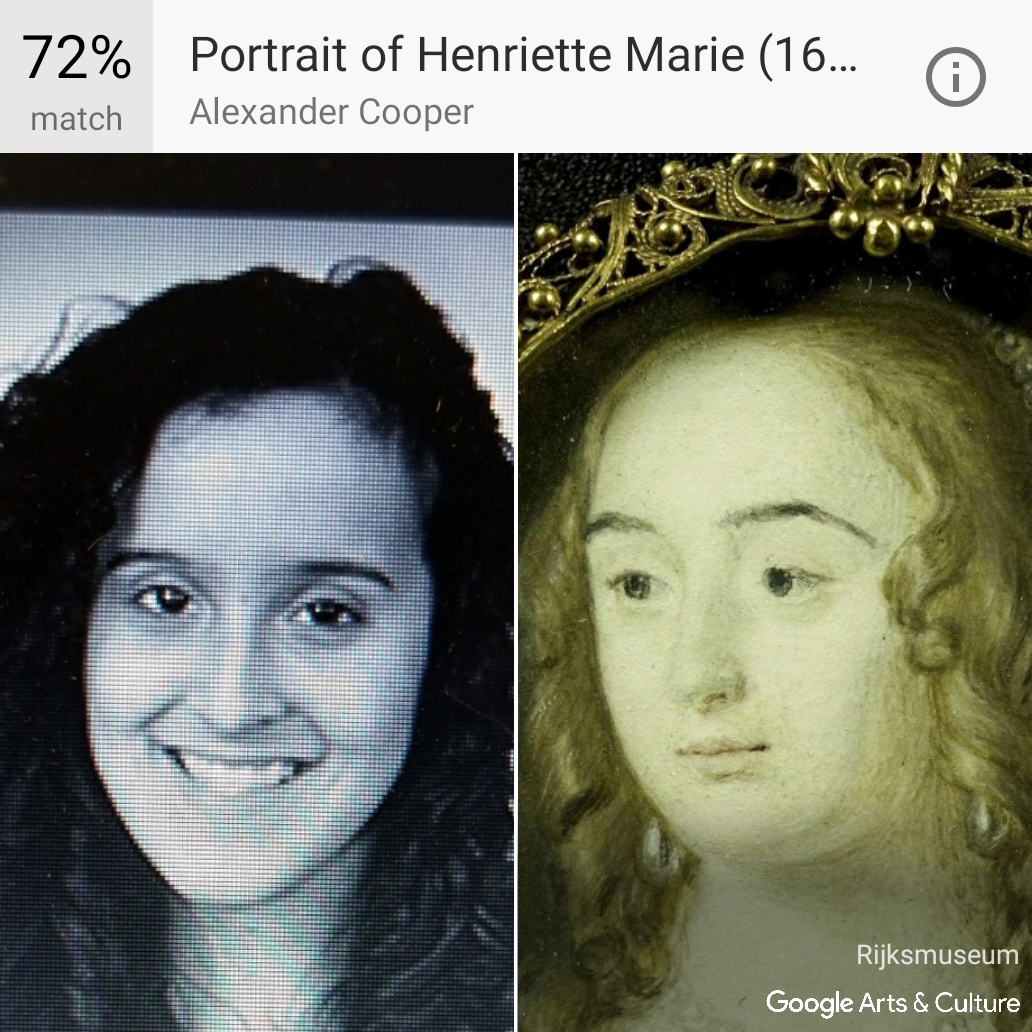 72%
match
Portrait of Henriette Marie (16...
Alexander Cooper
Rijksmuseum
Google Arts & Culture